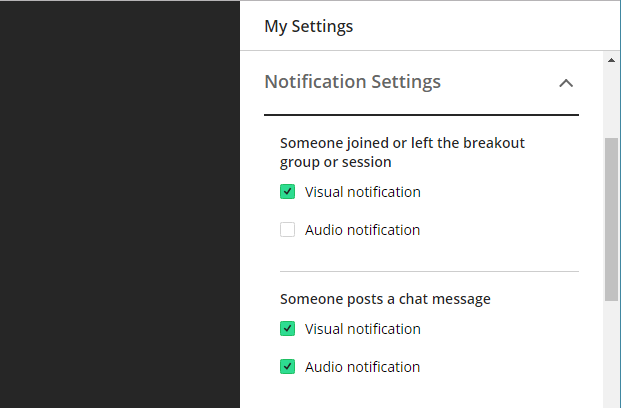 My Settings
Notification Settings
Someone joined or left the breakout
group or session
Visual notification
Audio notification
Someone posts a chat message
Visual notification
Audio notification